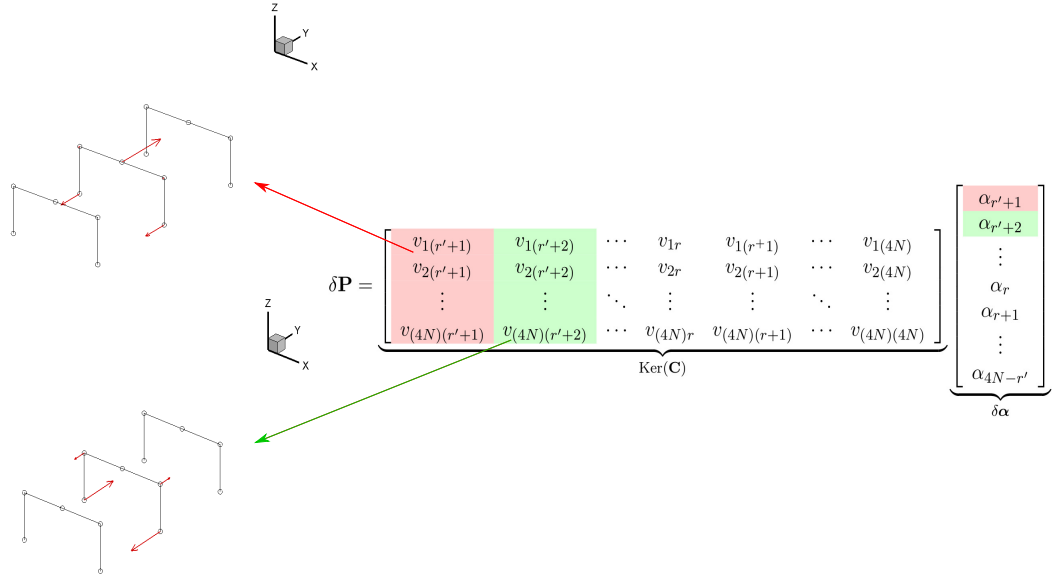 Z
Y
X
δP =
v1(r′+1) v1(r′+2) ··· v1r v1(r+1) ··· v1(4N)
v2(r′+1) v2(r′+2) ··· v2r v2(r+1) ··· v2(4N)
⋮ ⋮ ⋱ ⋮ ⋮ ⋱ ⋮
v(4N)(r′+1) v(4N)(r′+2) ··· v(4N)r v(4N)(r+1) ··· v(4N)(4N)
Ker(C)
αr′+1
αr′+2
⋮
αr
αr+1
⋮
α4N−r′
δα
Z
Y
X